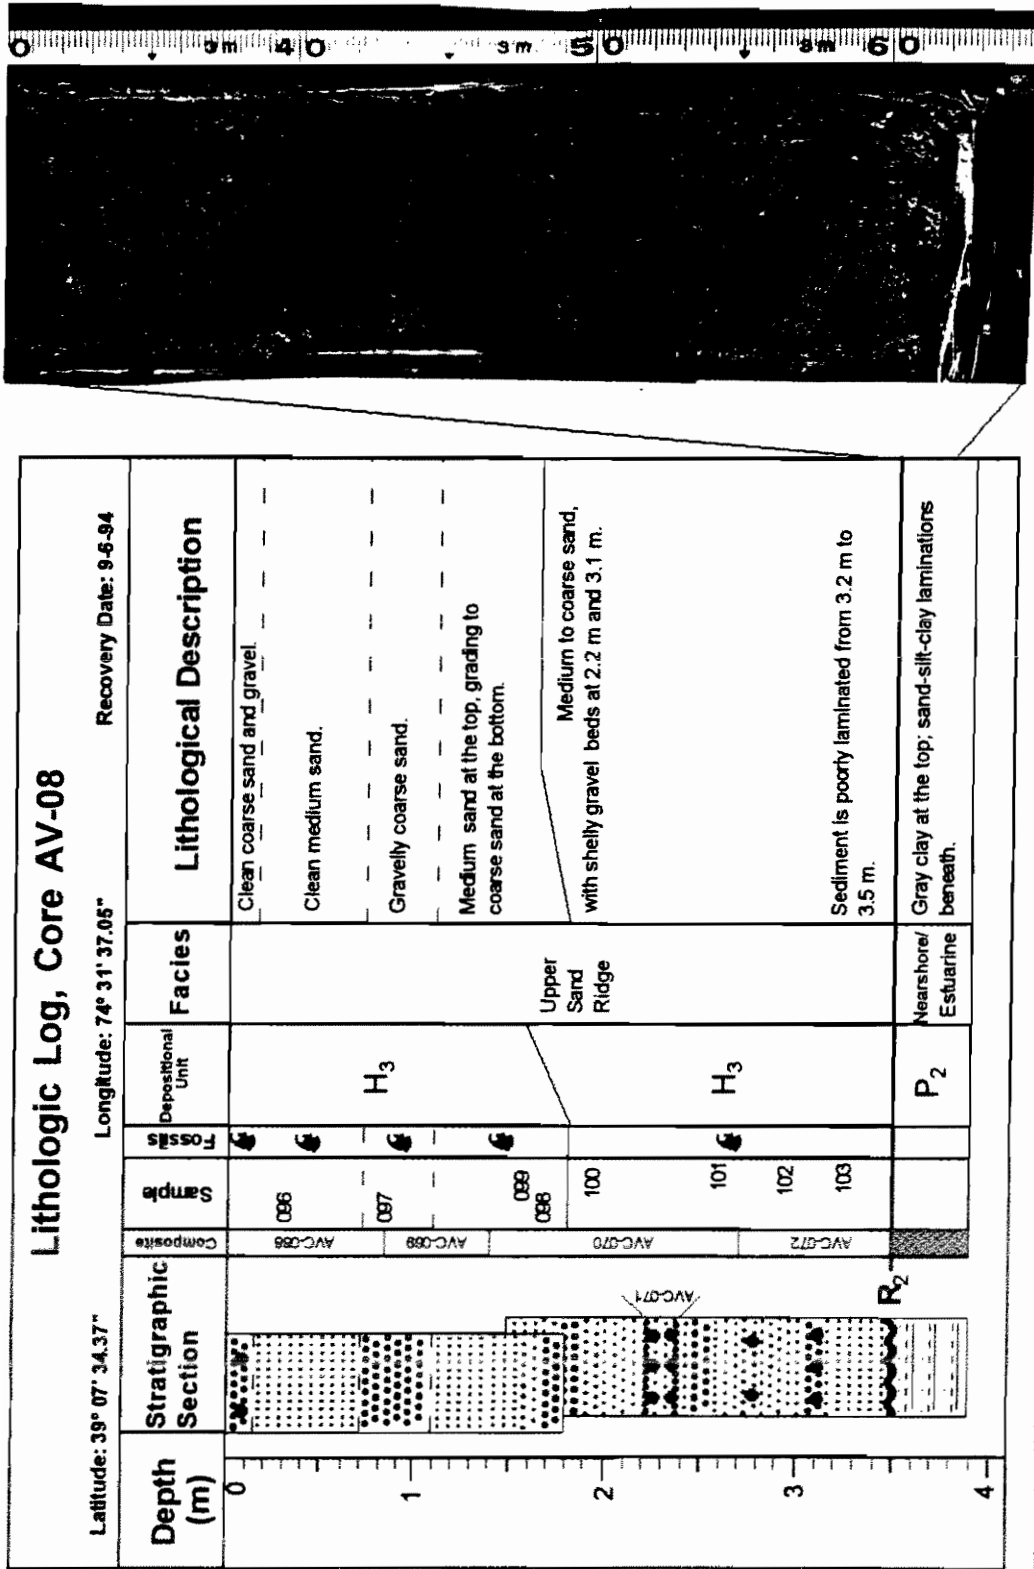 Lithologic Log, Core AV-08
Latitude: 39° 07' 34.37" Longitude: 74° 31' 37.05" Recovery Date: 9-6-94
Depth
(m)
Stratigraphic
Section
Composite
Sample
Fossils
Depositional
Unit
Facies
Lithological Description
0
1
2
3
4
AVC-071
R2
AVC-069
AVC-070
AVC-072
096
097
098
099
100
101
102
103
H3
H3
P2
Upper
Sand
Ridge
Nearshore/
Estuarine
Clean coarse sand and gravel.
Clean medium sand.
Gravelly coarse sand.
Medium sand at the top, grading to
coarse sand at the bottom.
Medium to coarse sand,
with shelly gravel beds at 2.2 m and 3.1 m.
Sediment is poorly laminated from 3.2 m to
3.5 m.
Gray clay at the top; sand-silt-clay laminations
beneath.
0 3m 40 3m 50 3m 60